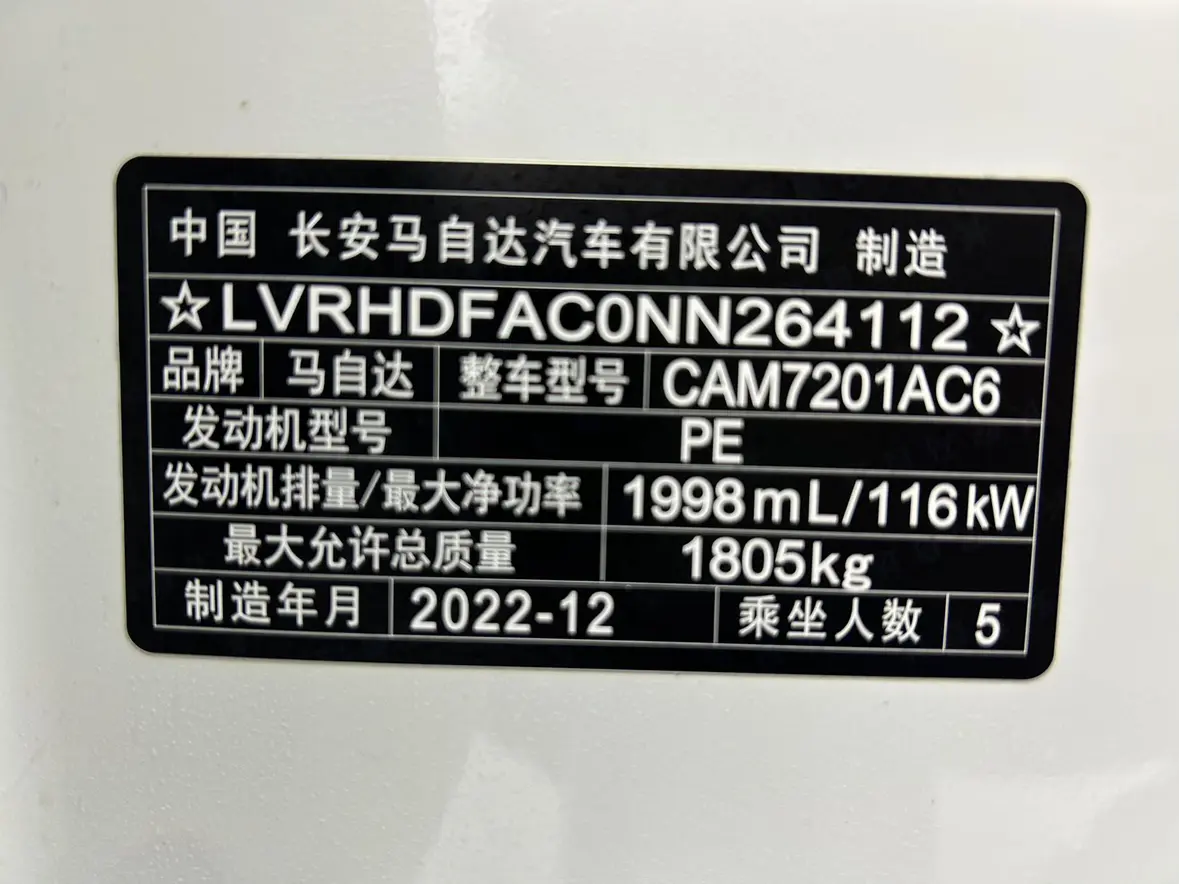 中国 长安马自达汽车有限公司 制造
☆LVRHDFAC0NN264112☆
品牌 马自达 整车型号 CAM7201AC6
发动机型号 PE
发动机排量/最大净功率 1998mL/116kW
最大允许总质量 1805kg
制造年月 2022-12 乘坐人数 5